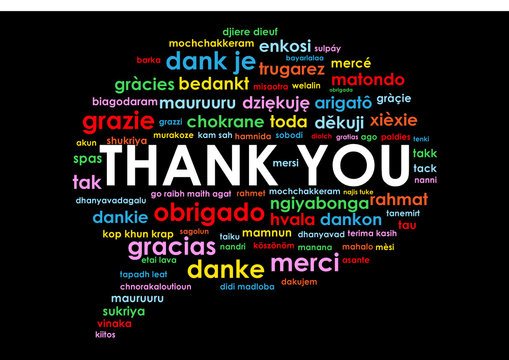 djiere dieuf
mochchakkeram enkosi sulpáy
barka dank je bayarlalaa mercé
trugarez
gràcies bedankt misaotra welalin matondo
obrigada
biagodaram mauruuru dziękuję arigatô gràçie
grazie grazzi chokrane toda děkuji xièxie
akun shukriya murakoze kam sah hamnida sobodi diolch gratias ago paldies tenki
spas THANK YOU mersi takk
tack
tak nanni
go raibh maith agat rahmet mochchakkeram najis tuke
dhanyavadagalu ngiyabonga rahmat
dankie obrigado hvala dankon tanemirt
tau
kop khun krap sagolun taiku mamnun dhanyavad terima kasih
gracias nandri köszönöm manana mahalo mèsi
etai lava danke merci asante
tapadh leat
chnorakaloutioun didi madloba dakujem
mauruuru
sukriya
vinaka
kiitos